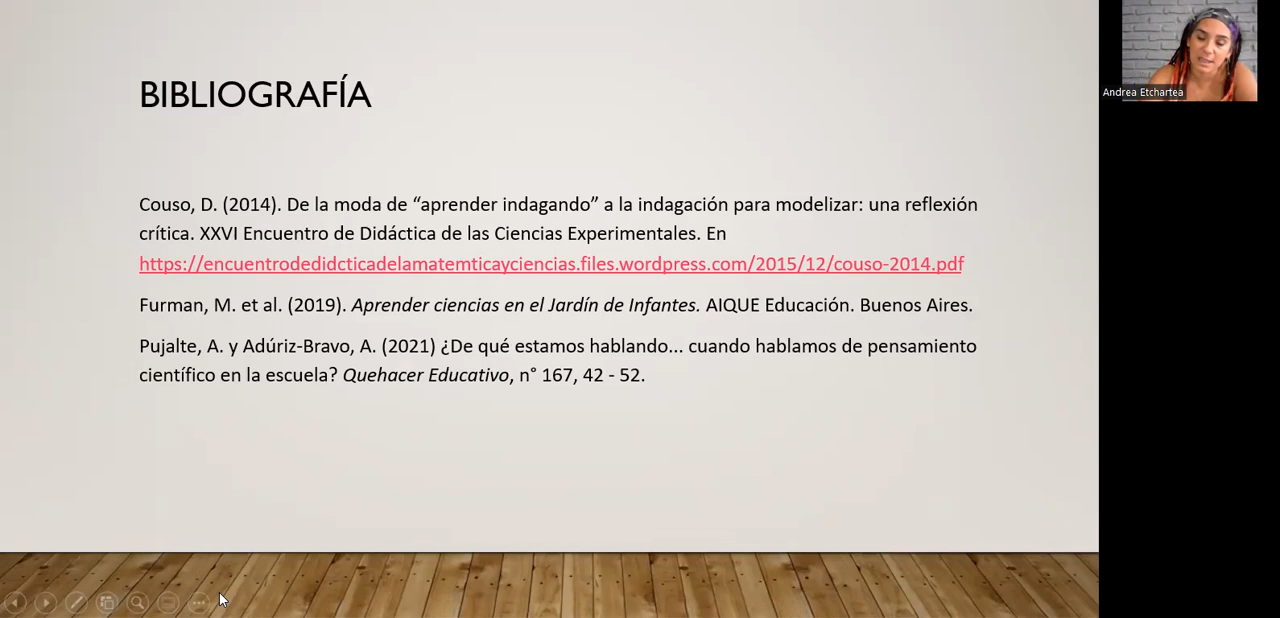 BIBLIOGRAFÍA
Couso, D. (2014). De la moda de “aprender indagando” a la indagación para modelizar: una reflexión
crítica. XXVI Encuentro de Didáctica de las Ciencias Experimentales. En
https://encuentrodedidcticadelamatemticayciencias.files.wordpress.com/2015/12/couso-2014.pdf
Furman, M. et al. (2019). Aprender ciencias en el Jardín de Infantes. AIQUE Educación. Buenos Aires.
Pujalte, A. y Adúriz-Bravo, A. (2021) ¿De qué estamos hablando... cuando hablamos de pensamiento
científico en la escuela? Quehacer Educativo, n° 167, 42 - 52.
Andrea Etchartea